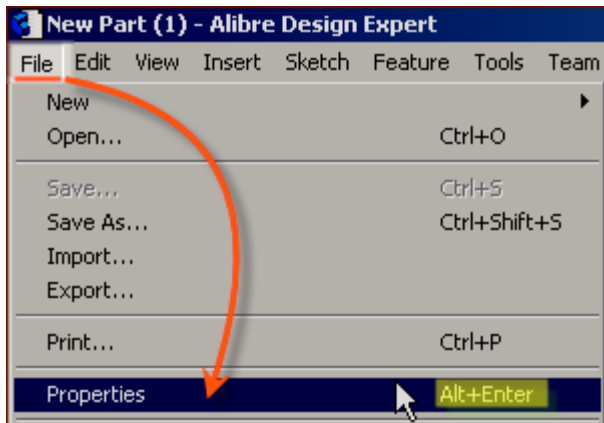 New Part (1) - Alibre Design Expert
File Edit View Insert Sketch Feature Tools Team
New
Open... Ctrl+O
Save... Ctrl+S
Save As... Ctrl+Shift+S
Import...
Export...
Print... Ctrl+P
Properties Alt+Enter